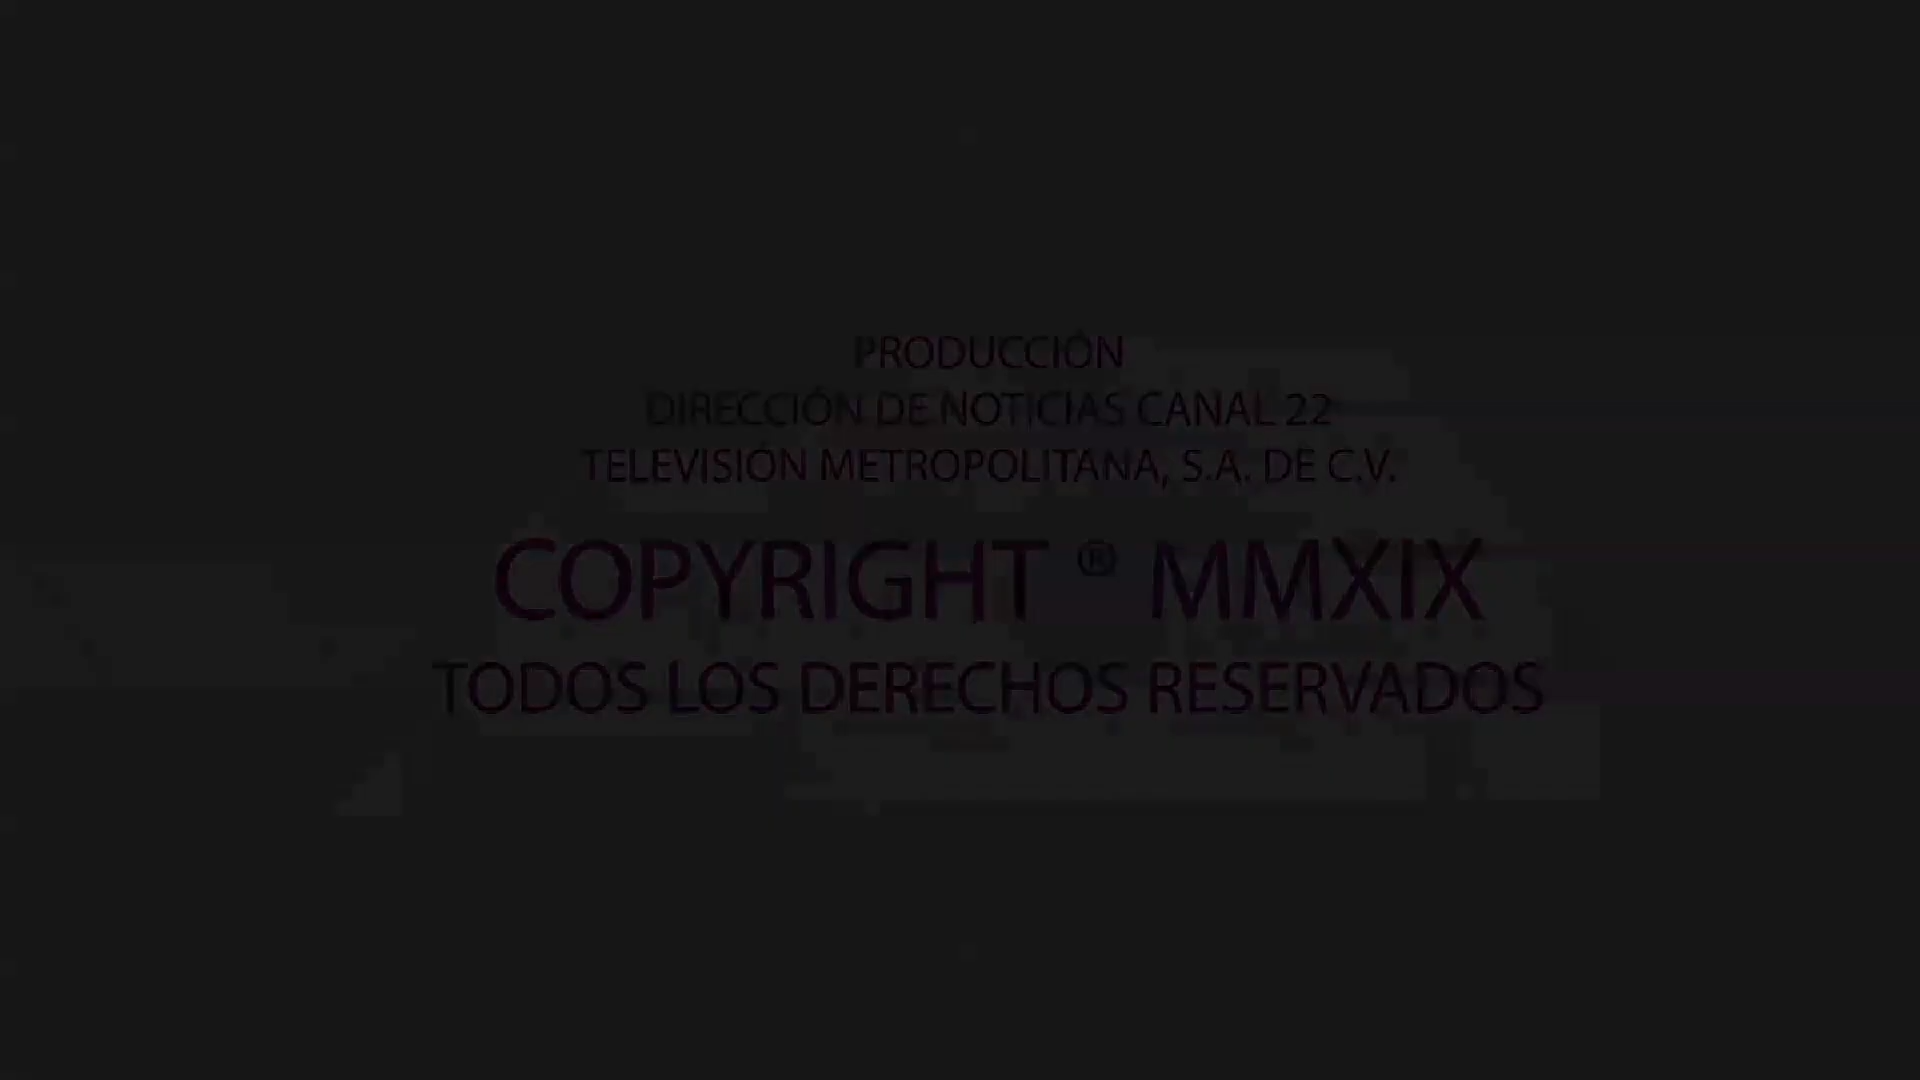 PRODUCCIÓN
DIRECCIÓN DE NOTICIAS CANAL 22
TELEVISIÓN METROPOLITANA, S.A. DE C.V.
COPYRIGHT ® MMXIX
TODOS LOS DERECHOS RESERVADOS